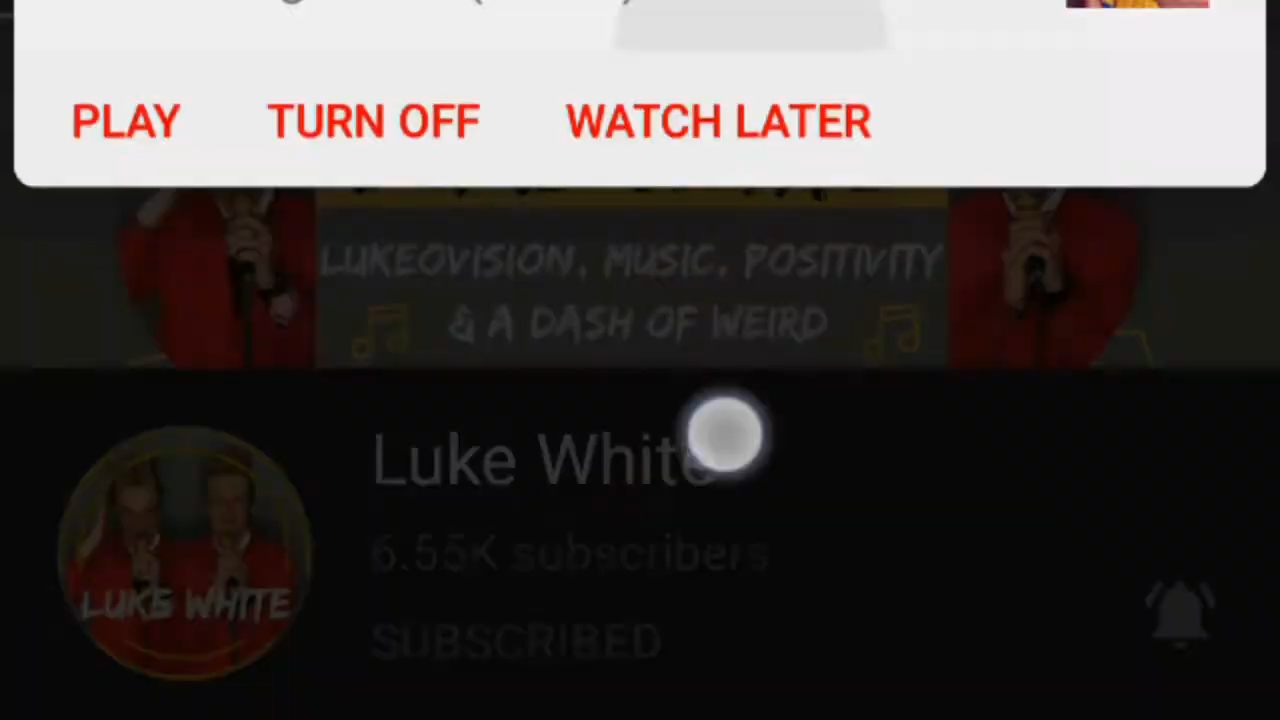 PLAY TURN OFF WATCH LATER
LUKEOVISION, MUSIC, POSITIVITY
& A DASH OF WEIRD
Luke White
6.55K subscribers
LUKE WHITE
SUBSCRIBED